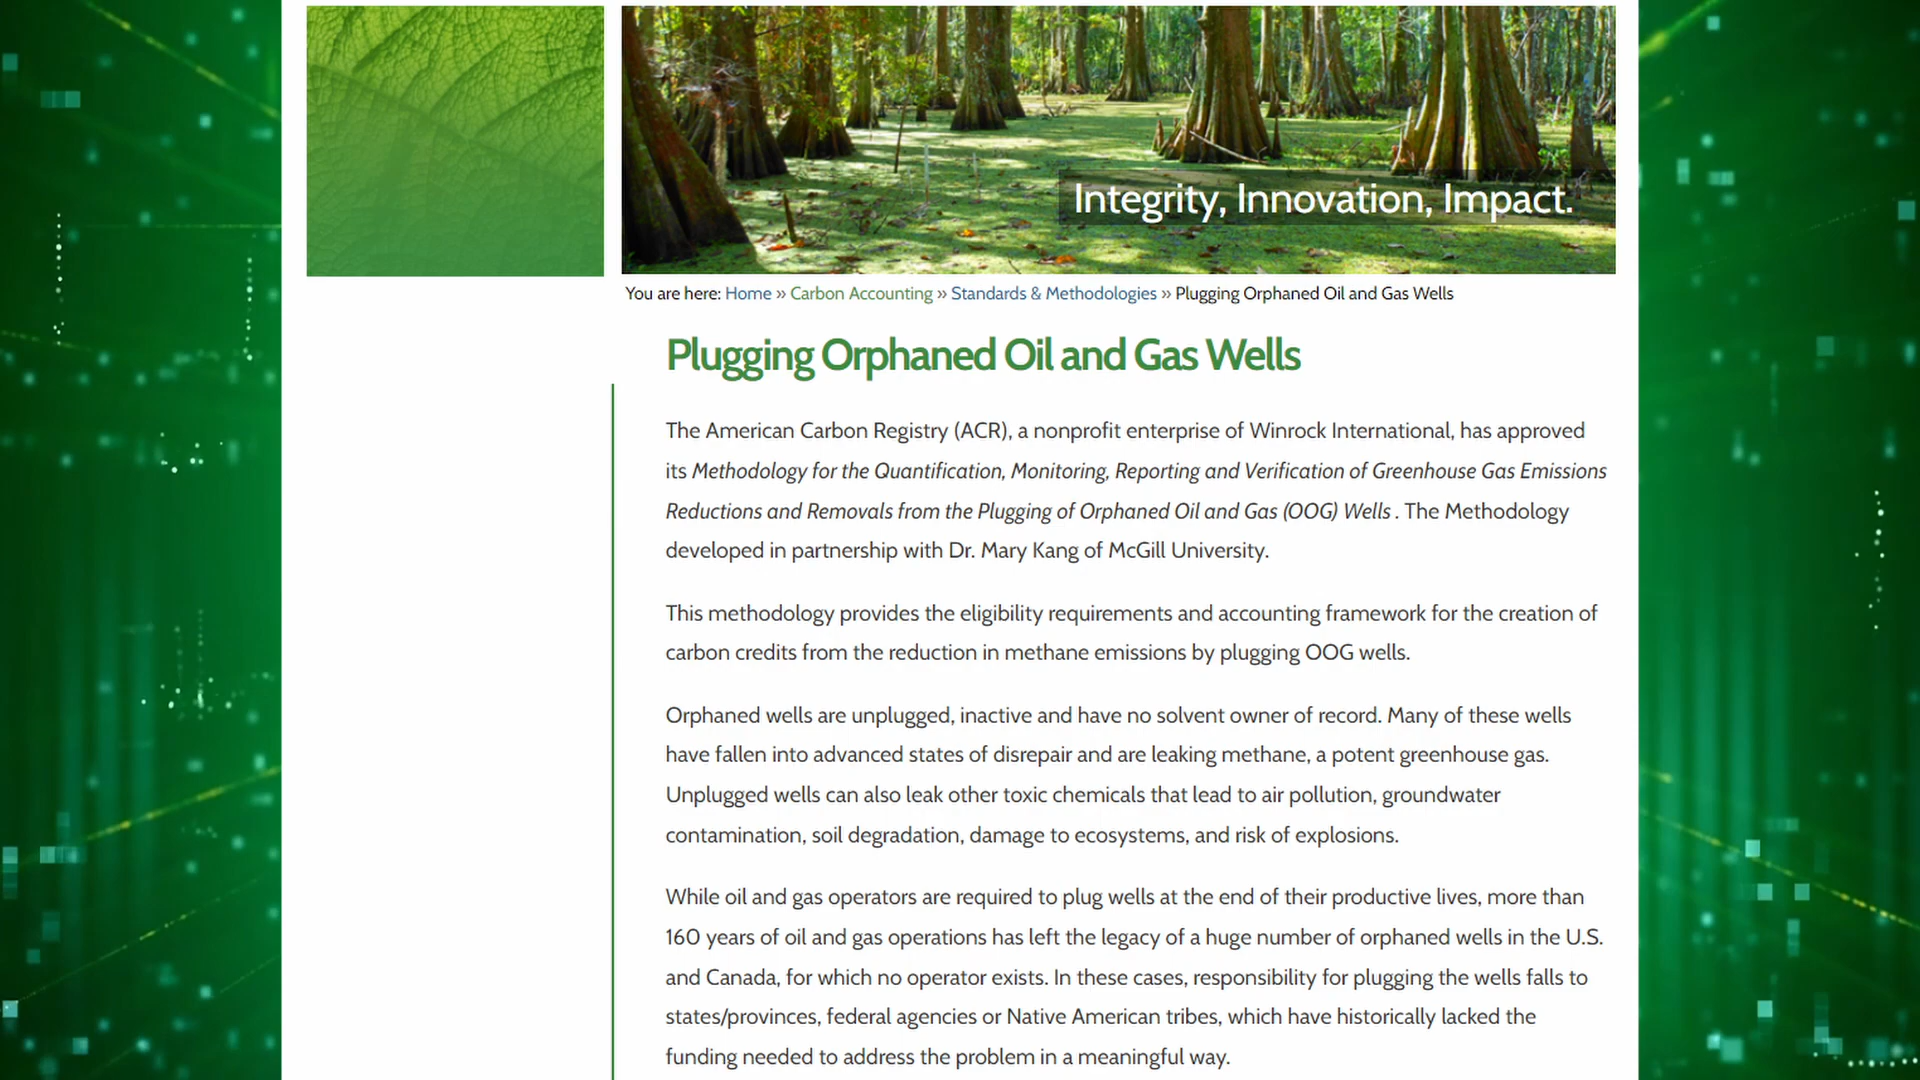 Integrity, Innovation, Impact.
You are here: Home » Carbon Accounting » Standards & Methodologies » Plugging Orphaned Oil and Gas Wells
Plugging Orphaned Oil and Gas Wells
The American Carbon Registry (ACR), a nonprofit enterprise of Winrock International, has approved
its Methodology for the Quantification, Monitoring, Reporting and Verification of Greenhouse Gas Emissions
Reductions and Removals from the Plugging of Orphaned Oil and Gas (OOG) Wells . The Methodology
developed in partnership with Dr. Mary Kang of McGill University.
This methodology provides the eligibility requirements and accounting framework for the creation of
carbon credits from the reduction in methane emissions by plugging OOG wells.
Orphaned wells are unplugged, inactive and have no solvent owner of record. Many of these wells
have fallen into advanced states of disrepair and are leaking methane, a potent greenhouse gas.
Unplugged wells can also leak other toxic chemicals that lead to air pollution, groundwater
contamination, soil degradation, damage to ecosystems, and risk of explosions.
While oil and gas operators are required to plug wells at the end of their productive lives, more than
160 years of oil and gas operations has left the legacy of a huge number of orphaned wells in the U.S.
and Canada, for which no operator exists. In these cases, responsibility for plugging the wells falls to
states/provinces, federal agencies or Native American tribes, which have historically lacked the
funding needed to address the problem in a meaningful way.